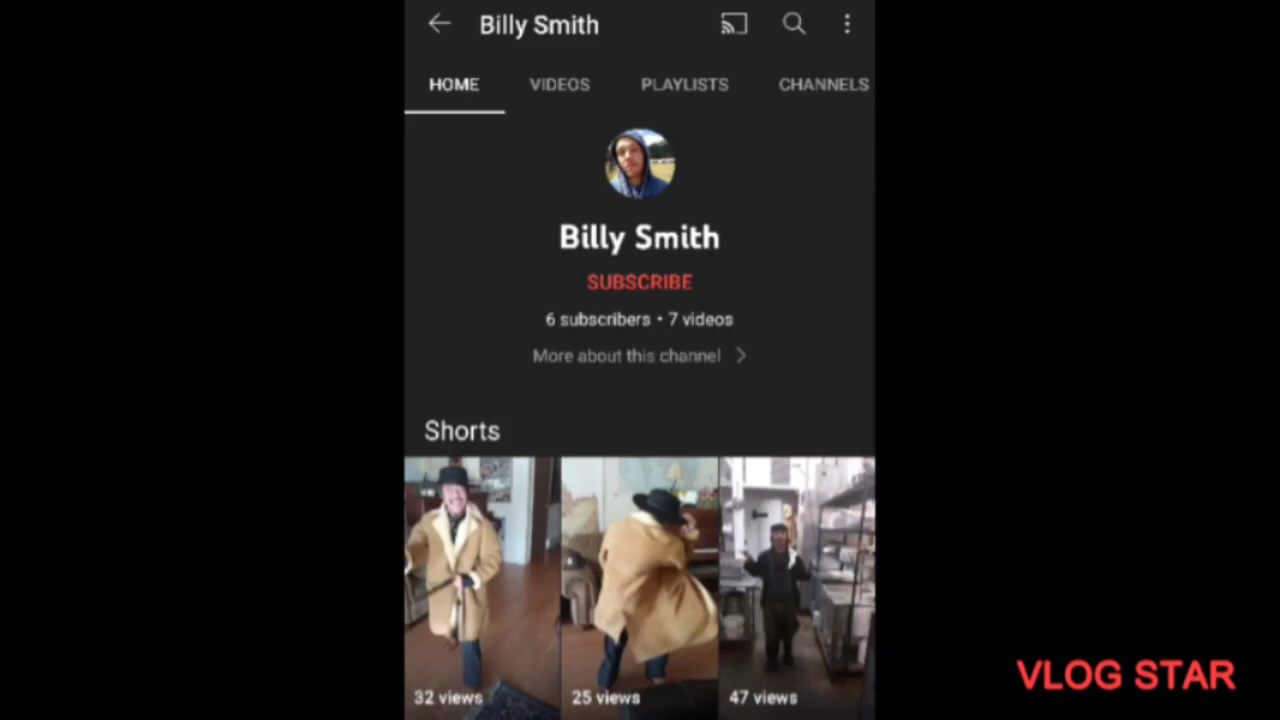 Billy Smith
HOME VIDEOS PLAYLISTS CHANNELS
Billy Smith
SUBSCRIBE
6 subscribers • 7 videos
More about this channel
Shorts
32 views 25 views 47 views
VLOG STAR